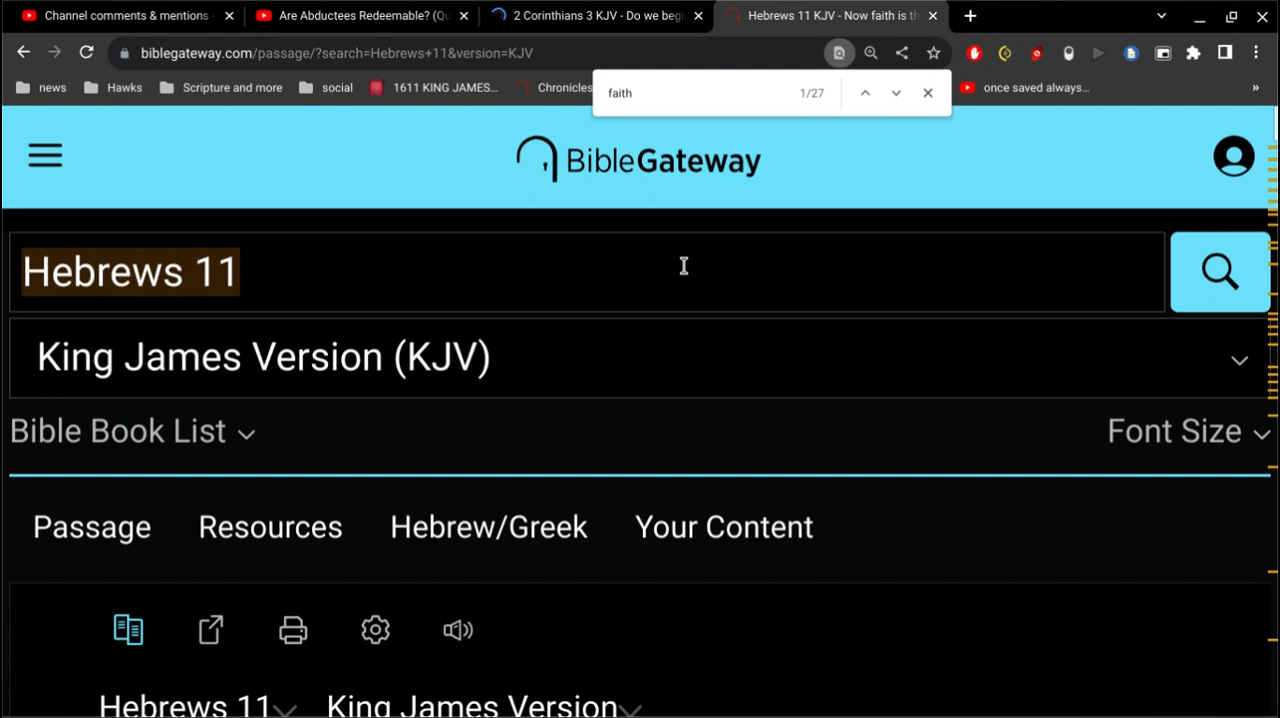 Channel comments & mentions
Are Abductees Redeemable? (Qu
2 Corinthians 3 KJV - Do we begi
Hebrews 11 KJV - Now faith is th
biblegateway.com/passage/?search=Hebrews+11&version=KJV
news
Hawks
Scripture and more
social
1611 KING JAMES...
Chronicles
faith
1/27
once saved always...
»
BibleGateway
Hebrews 11
King James Version (KJV)
Bible Book List
Font Size
Passage
Resources
Hebrew/Greek
Your Content
Hebrews 11
King James Version